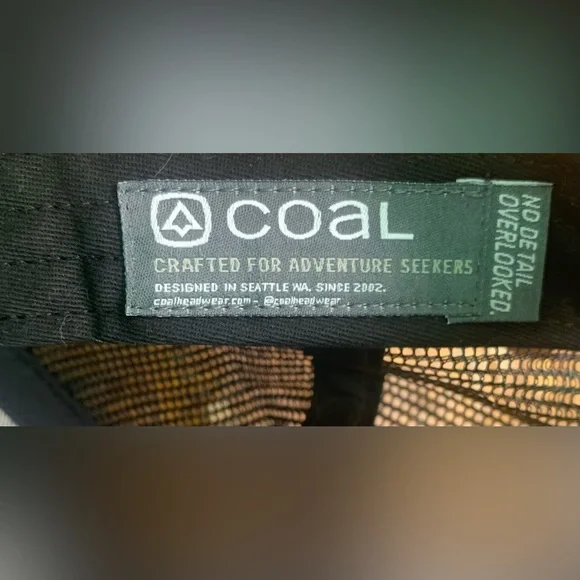 COAL
CRAFTED FOR ADVENTURE SEEKERS
DESIGNED IN SEATTLE WA. SINCE 2002.
coalheadwear.com - @coalheadwear
NO DETAIL
OVERLOOKED.